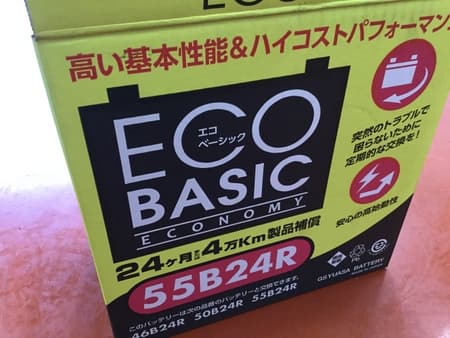 高い基本性能&ハイコストパフォーマン
ECO
エコ
ベーシック
BASIC
ECONOMY
突然のトラブルで
困らないために
定期的な交換を!
安心の高始動性
24ヶ月または4万Km製品補償
55B24R
このバッテリーは次の品番のバッテリーと交換できます。
46B24R 50B24R 55B24R
Pb
GS YUASA BATTERY